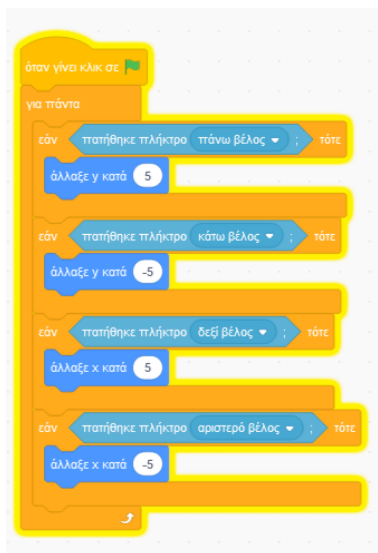 όταν γίνει κλικ σε
για πάντα
εάν πατήθηκε πλήκτρο πάνω βέλος ; τότε
άλλαξε y κατά 5
εάν πατήθηκε πλήκτρο κάτω βέλος ; τότε
άλλαξε y κατά -5
εάν πατήθηκε πλήκτρο δεξί βέλος ; τότε
άλλαξε x κατά 5
εάν πατήθηκε πλήκτρο αριστερό βέλος ; τότε
άλλαξε x κατά -5